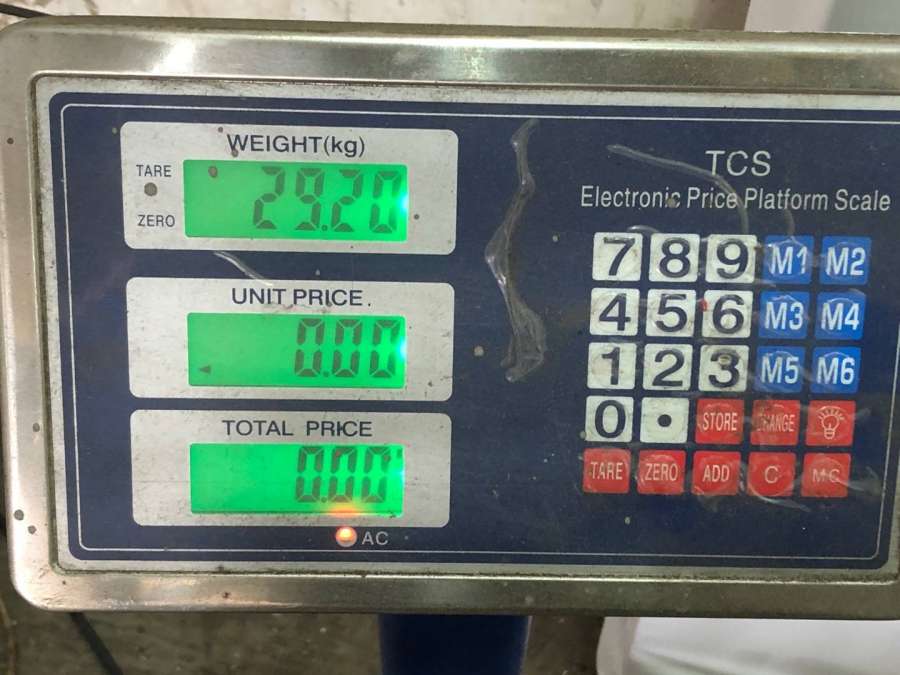 WEIGHT(kg)
TARE
ZERO
29.20
UNIT PRICE.
0.00
TOTAL PRICE
0.00
AC
TCS
Electronic Price Platform Scale
7 8 9 M1 M2
4 5 6 M3 M4
1 2 3 M5 M6
0 . STORE CHANGE
TARE ZERO ADD C MC